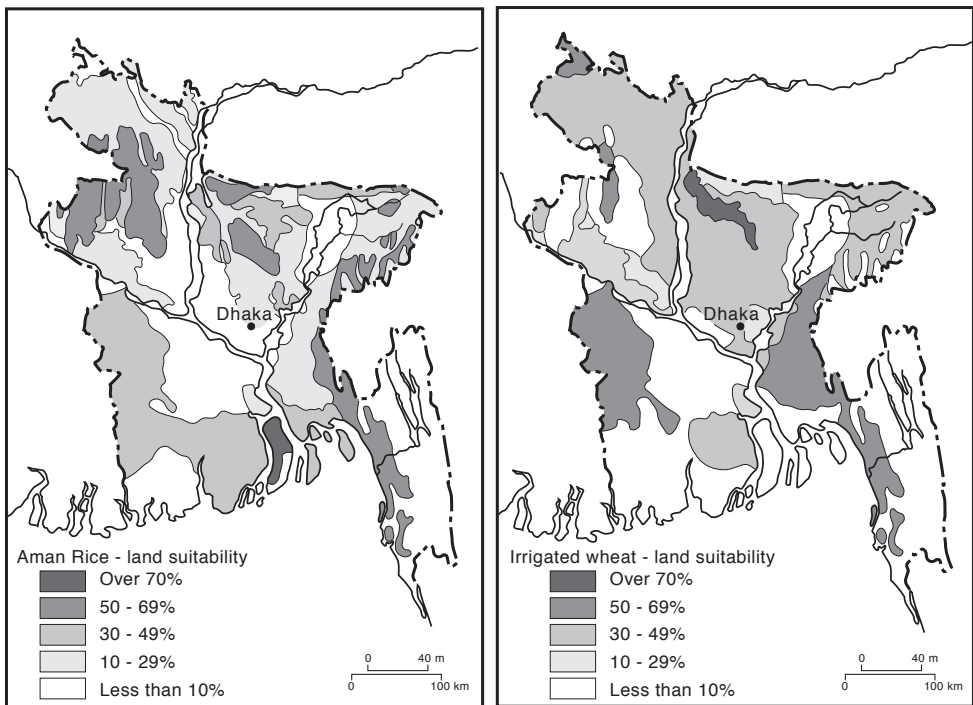 Dhaka
Aman Rice - land suitability
Over 70%
50 - 69%
30 - 49%
10 - 29%
Less than 10%
0 40 m
0 100 km
Dhaka
Irrigated wheat - land suitability
Over 70%
50 - 69%
30 - 49%
10 - 29%
Less than 10%
0 40 m
0 100 km